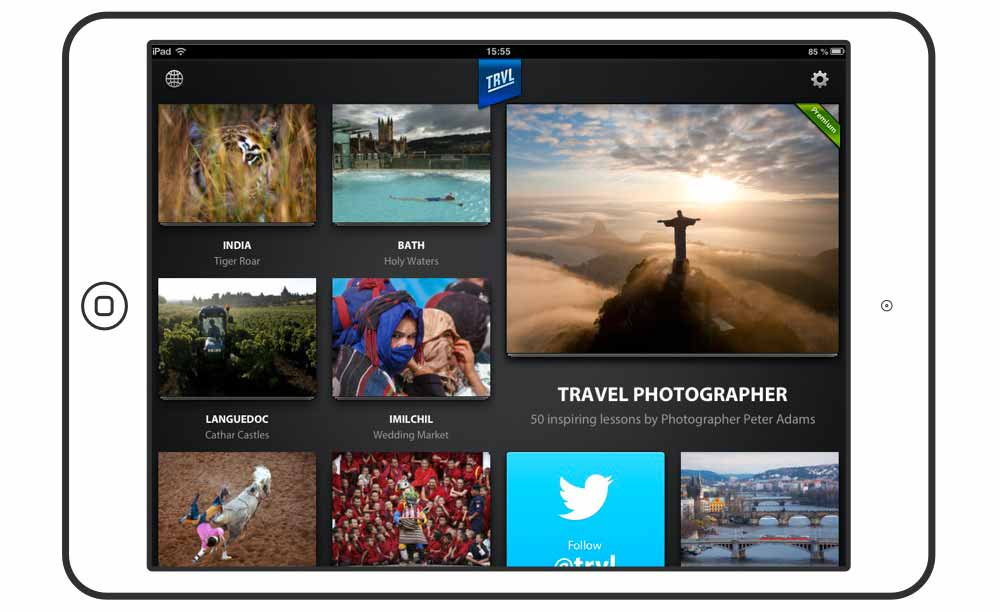 iPad
15:55
85 %
TRVL
Premium
INDIA
Tiger Roar
BATH
Holy Waters
LANGUEDOC
Cathar Castles
IMILCHIL
Wedding Market
TRAVEL PHOTOGRAPHER
50 inspiring lessons by Photographer Peter Adams
Follow
@trvl